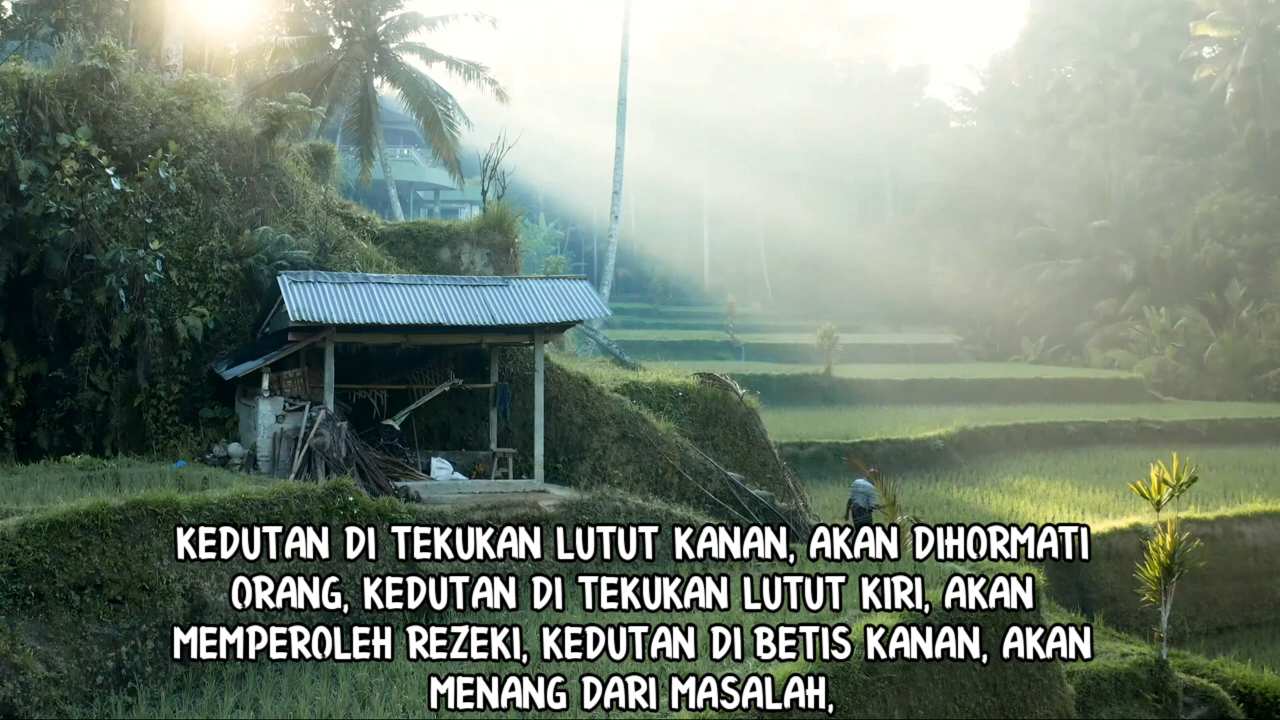 KEDUTAN DI TEKUKAN LUTUT KANAN, AKAN DIHORMATI
ORANG, KEDUTAN DI TEKUKAN LUTUT KIRI, AKAN
MEMPEROLEH REZEKI, KEDUTAN DI BETIS KANAN, AKAN
MENANG DARI MASALAH,